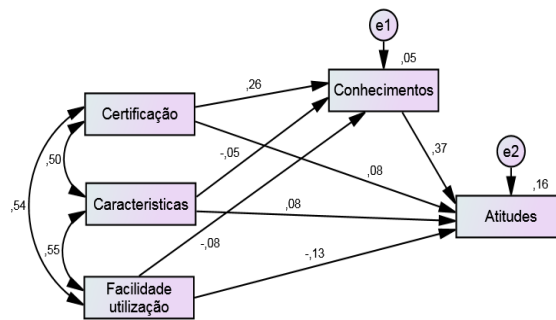 e1
,05
Conhecimentos
,26
Certificação
e2
,37
-,05
,50
,08
,16
,54
Caracteristicas
,08
Atitudes
,55
-,08
-,13
Facilidade
utilização